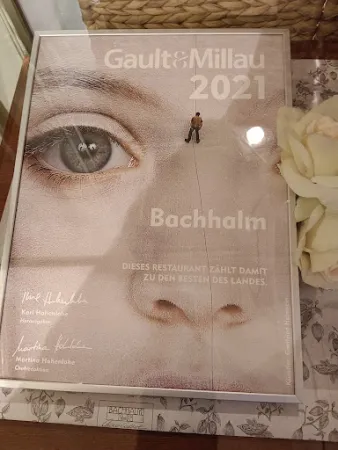 Gault&Millau
2021
Bachhalm
DIESES RESTAURANT ZÄHLT DAMIT
ZU DEN BESTEN DES LANDES.
Karl Hohenlohe
Herausgeber
Martina Hohenlohe
Chefredaktion